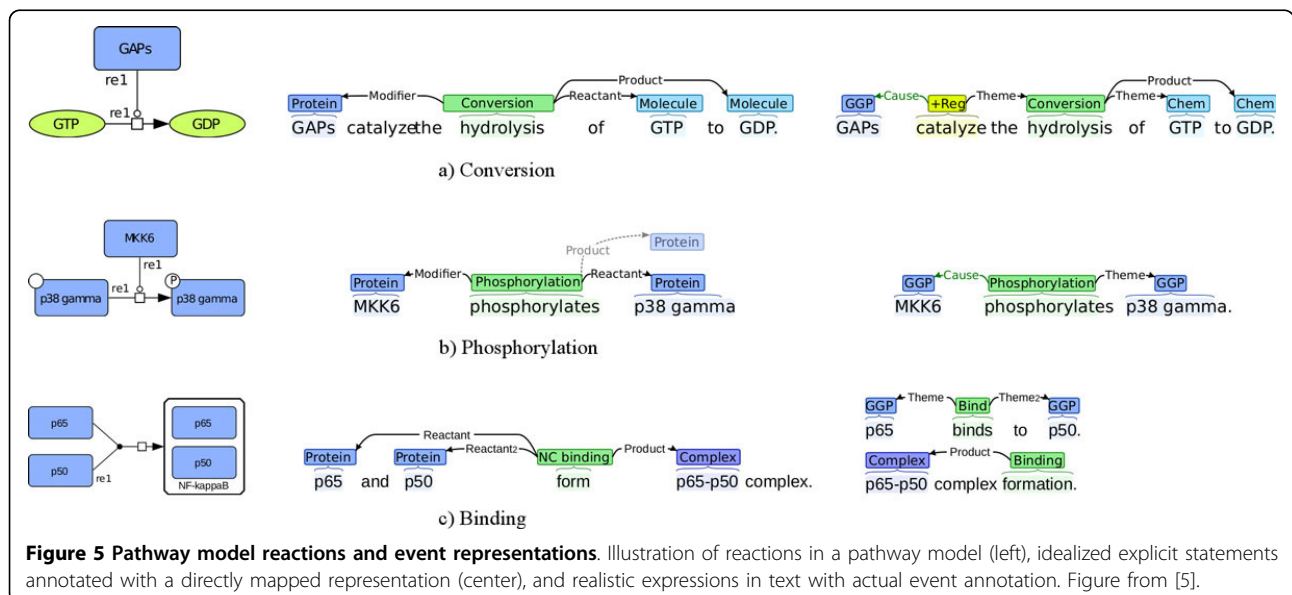 GAPs
re1
re1
GTP
GDP
Product
Modifier
Reactant
Protein
Conversion
Molecule
Molecule
GAPs catalyze the hydrolysis of GTP to GDP.
Product
Cause
Theme
Theme
GGP
+Reg
Conversion
Chem
Chem
GAPs catalyze the hydrolysis of GTP to GDP.
a) Conversion
MKK6
re1
P
p38 gamma
re1
p38 gamma
Protein
Product
Modifier
Reactant
Protein
Phosphorylation
Protein
MKK6 phosphorylates p38 gamma
Cause
Theme
GGP
Phosphorylation
GGP
MKK6 phosphorylates p38 gamma.
b) Phosphorylation
p65
p50
re1
p65
p50
NF-kappaB
Reactant
Reactant2
Product
Protein
Protein
NC binding
Complex
p65 and p50 form p65-p50 complex.
GGP
Theme
Bind
Theme2
GGP
p65 binds to p50.
Complex
Product
Binding
p65-p50 complex formation.
c) Binding
Figure 5 Pathway model reactions and event representations. Illustration of reactions in a pathway model (left), idealized explicit statements
annotated with a directly mapped representation (center), and realistic expressions in text with actual event annotation. Figure from [5].